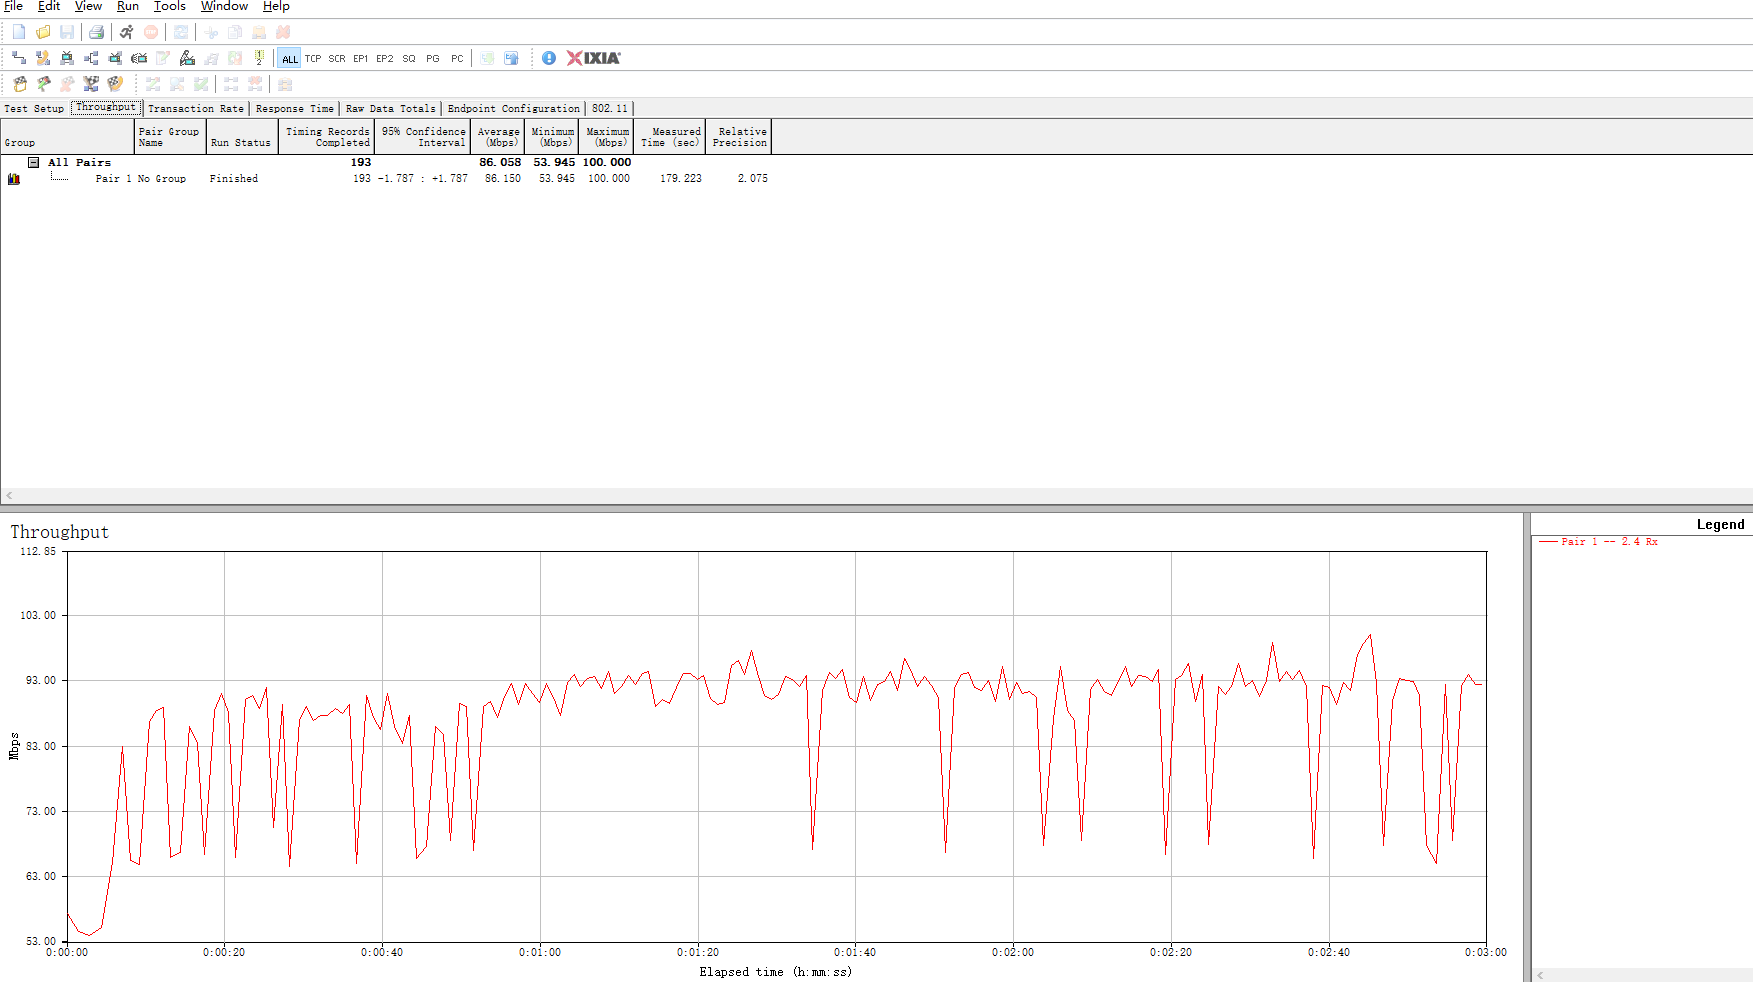 File Edit View Run Tools Window Help
ALL TCP SCR EP1 EP2 SQ PG PC XIXIA
Test Setup Throughput Transaction Rate Response Time Raw Data Totals Endpoint Configuration 802.11
Group Pair Group Name Run Status Timing Records Completed 95% Confidence Interval Average (Mbps) Minimum (Mbps) Maximum (Mbps) Measured Time (sec) Relative Precision
All Pairs 193 86.058 53.945 100.000
Pair 1 No Group Finished 193 -1.787 : +1.787 86.150 53.945 100.000 179.223 2.075
Throughput
Legend
Pair 1 -- 2.4 Rx
112.85
103.00
93.00
83.00
73.00
63.00
53.00
Mbps
0:00:00 0:00:20 0:00:40 0:01:00 0:01:20 0:01:40 0:02:00 0:02:20 0:02:40 0:03:00
Elapsed time (h:mm:ss)